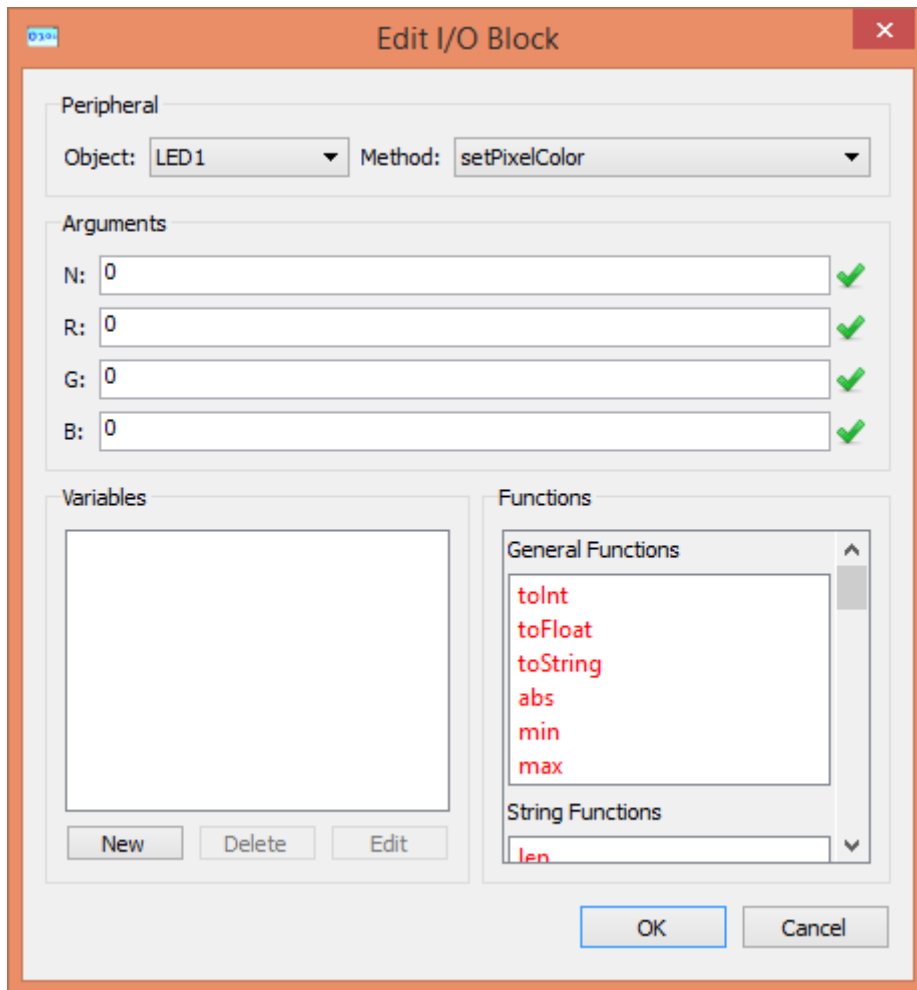 Edit I/O Block
Peripheral
Object: LED1 Method: setPixelColor
Arguments
N: 0
R: 0
G: 0
B: 0
Variables
New Delete Edit
Functions
General Functions
toInt
toFloat
toString
abs
min
max
String Functions
len
OK Cancel